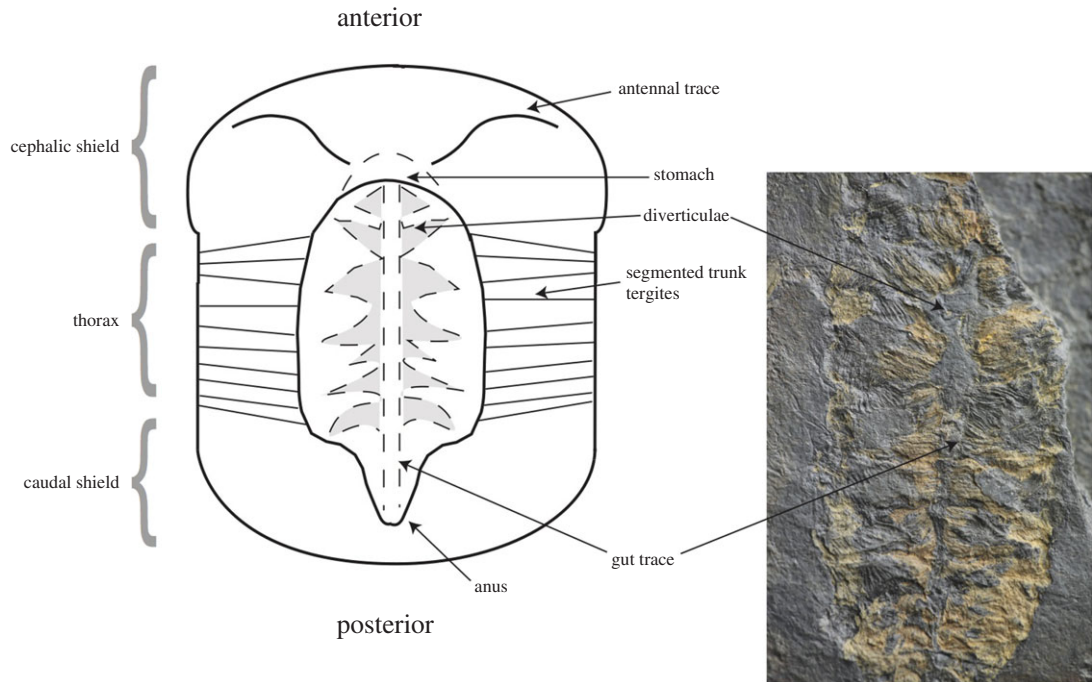 anterior
antennal trace
cephalic shield
stomach
diverticulae
segmented trunk
tergites
thorax
caudal shield
gut trace
anus
posterior